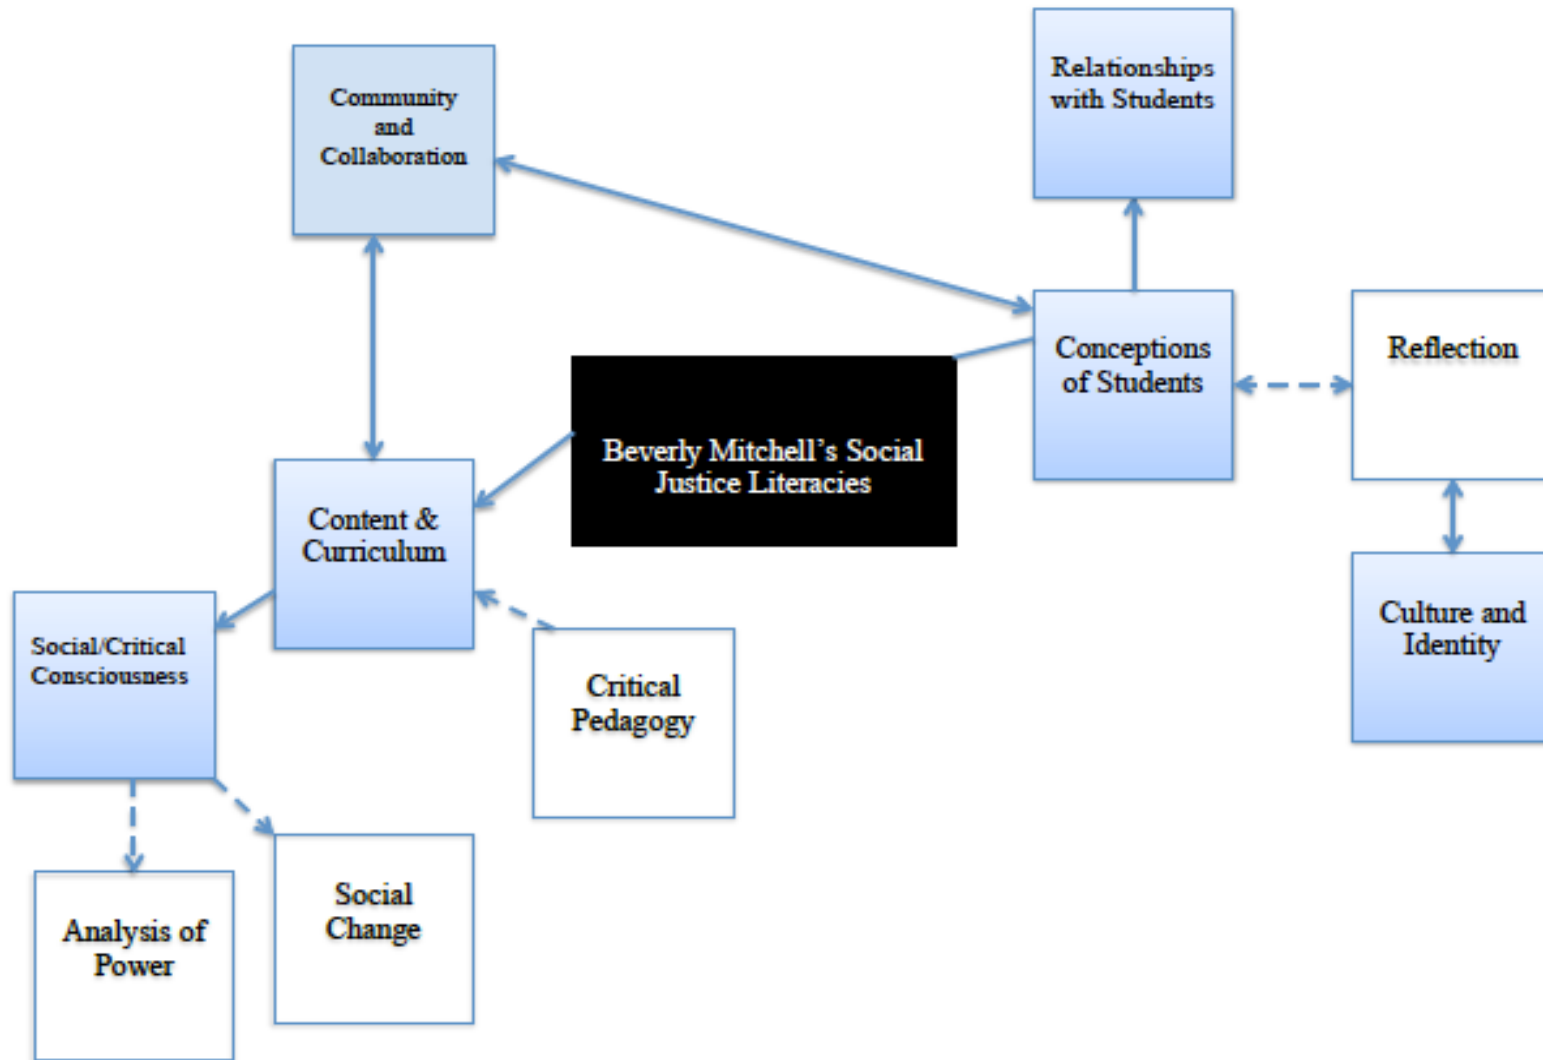 Relationships
with Students
Community
and
Collaboration
Conceptions
of Students
Reflection
Beverly Mitchell’s Social
Justice Literacies
Content &
Curriculum
Culture and
Identity
Social/Critical
Consciousness
Critical
Pedagogy
Social
Change
Analysis of
Power